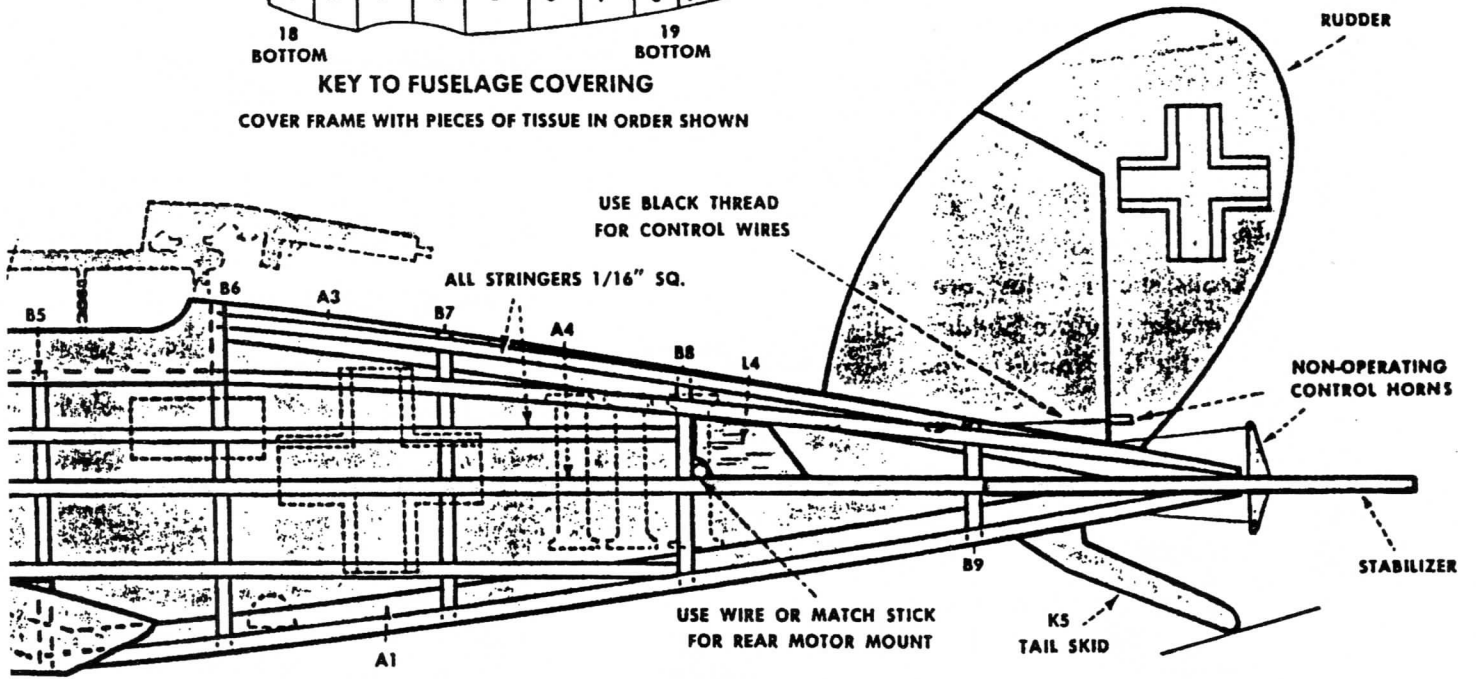 18
BOTTOM
19
BOTTOM
KEY TO FUSELAGE COVERING
COVER FRAME WITH PIECES OF TISSUE IN ORDER SHOWN
RUDDER
USE BLACK THREAD
FOR CONTROL WIRES
ALL STRINGERS 1/16" SQ.
B5
B6
A3
B7
A4
B8
L4
NON-OPERATING
CONTROL HORNS
STABILIZER
B9
K5
TAIL SKID
USE WIRE OR MATCH STICK
FOR REAR MOTOR MOUNT
A1